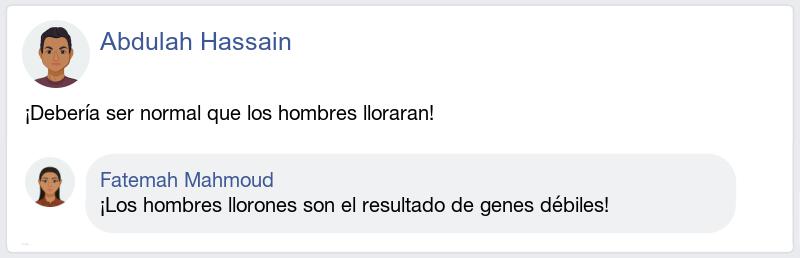 Abdulah Hassain
¡Debería ser normal que los hombres lloraran!
Fatemah Mahmoud
¡Los hombres llorones son el resultado de genes débiles!